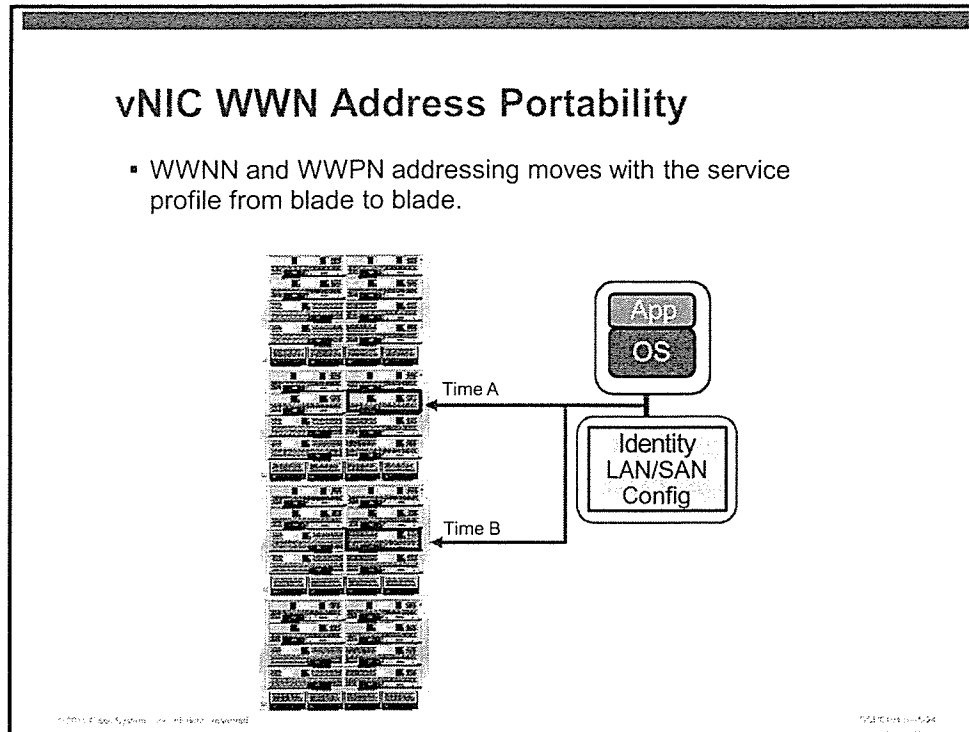 vNIC WWN Address Portability
▪ WWNN and WWPN addressing moves with the service
profile from blade to blade.
App
OS
Time A
Identity
LAN/SAN
Config
Time B